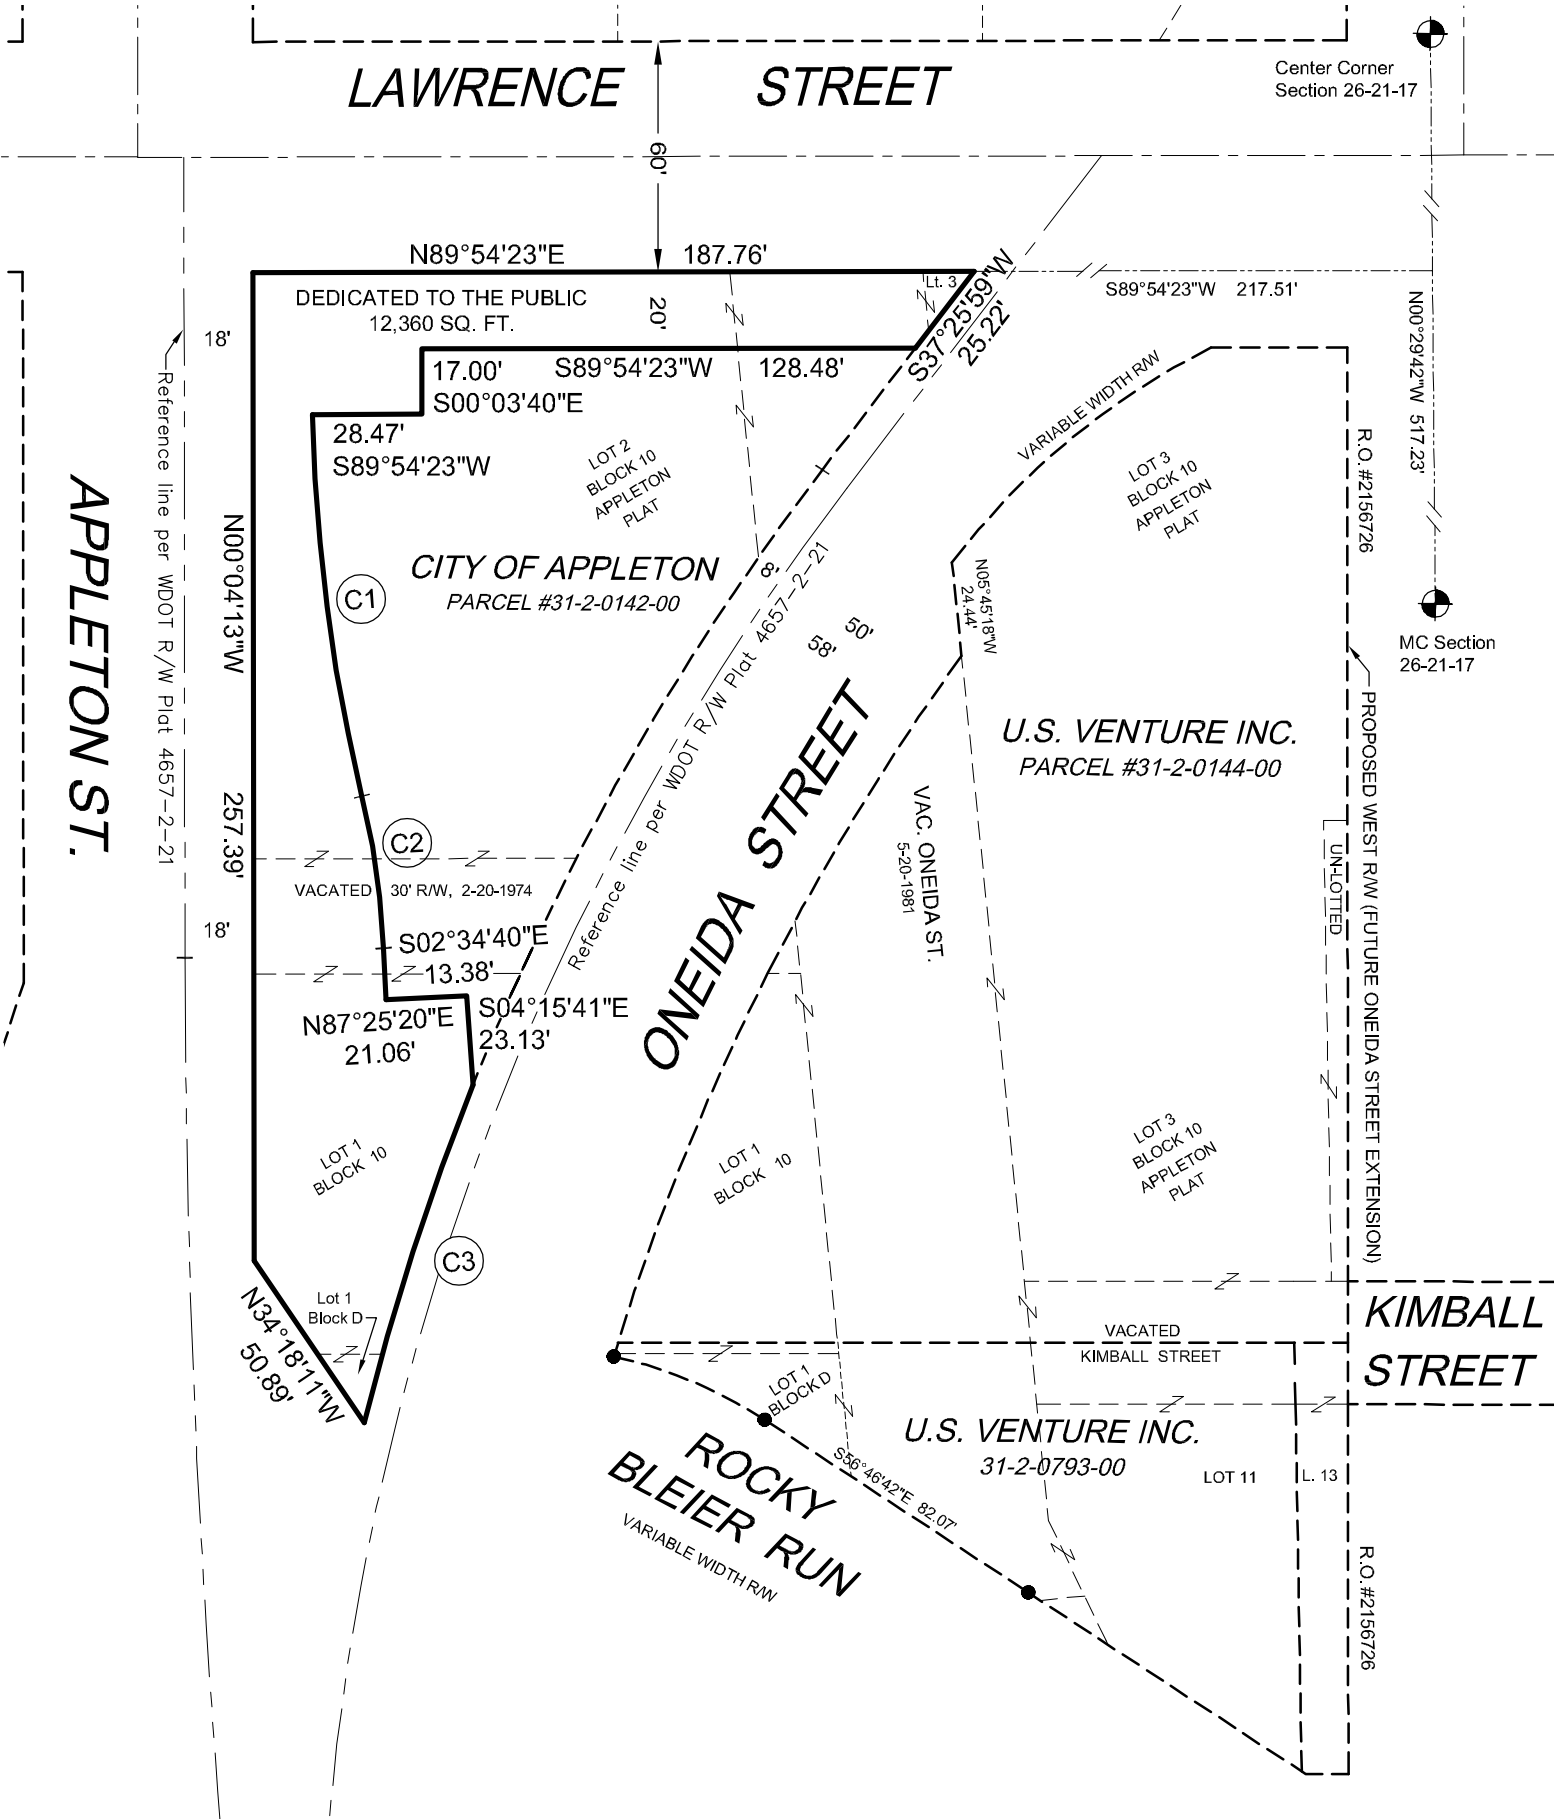 LAWRENCE STREET
Center Corner
Section 26-21-17
60'
N89°54'23"E 187.76'
DEDICATED TO THE PUBLIC
12,360 SQ. FT.
20'
Lt. 3
S37°25'59"W
25.22'
S89°54'23"W 217.51'
N00°29'42"W 517.23'
18'
Reference line per WDOT R/W Plat 4657-2-21
17.00'
S00°03'40"E
S89°54'23"W 128.48'
28.47'
S89°54'23"W
VARIABLE WIDTH R/W
LOT 2
BLOCK 10
APPLETON
PLAT
LOT 3
BLOCK 10
APPLETON
PLAT
R.O. #2156726
APPLETON ST.
N00°04'13"W 257.39'
C1
CITY OF APPLETON
PARCEL #31-2-0142-00
8'
50'
58'
N05°45'18"W
24.44'
MC Section
26-21-17
Reference line per WDOT R/W Plat 4657-2-21
ONEIDA STREET
U.S. VENTURE INC.
PARCEL #31-2-0144-00
PROPOSED WEST R/W (FUTURE ONEIDA STREET EXTENSION)
UN-LOTTED
VAC. ONEIDA ST.
5-20-1981
C2
VACATED 30' R/W, 2-20-1974
18'
S02°34'40"E
13.38'
N87°25'20"E
21.06'
S04°15'41"E
23.13'
LOT 1
BLOCK 10
LOT 1
BLOCK 10
LOT 3
BLOCK 10
APPLETON
PLAT
C3
Lot 1
Block D
N34°18'11"W
50.89'
KIMBALL
STREET
VACATED
KIMBALL STREET
LOT 1
BLOCK D
U.S. VENTURE INC.
31-2-0793-00
LOT 11
L. 13
S56°46'42"E 82.07'
ROCKY
BLEIER RUN
VARIABLE WIDTH R/W
R.O. #2156726